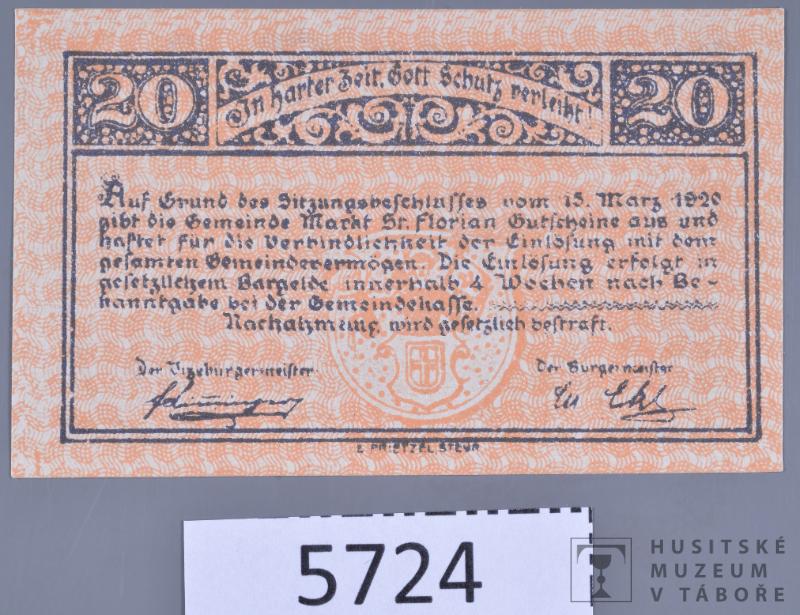 20
In harter Zeit, Gott Schutz verleiht!
20
Auf Grund des Sitzungsbeschlusses vom 15. März 1920
gibt die Gemeinde Markt St. Florian Gutscheine aus und
haftet für die Verbindlichkeit der Einlösung mit dem
gesamten Gemeindevermögen. Die Einlösung erfolgt in
gesetzlichem Bargelde innerhalb 4 Wochen nach Be-
kanntgabe bei der Gemeindekasse.
Nachahmung wird gesetzlich bestraft.
Der Vizebürgermeister
Der Bürgermeister
E. PRIETZEL STEYR
5724
HUSITSKÉ
MUZEUM
V TÁBOŘE